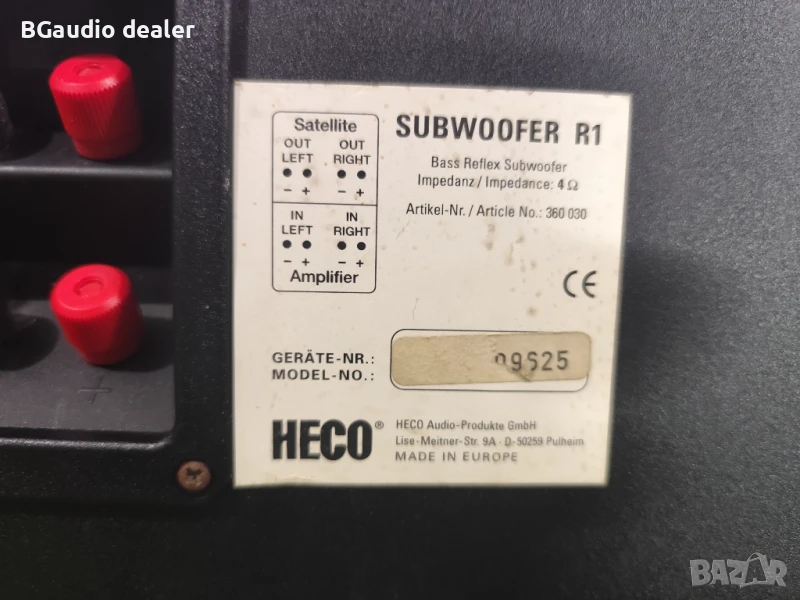 BGaudio dealer
Satellite
OUT OUT
LEFT RIGHT
− + − +
IN IN
LEFT RIGHT
− + − +
Amplifier
SUBWOOFER R1
Bass Reflex Subwoofer
Impedanz / Impedance: 4 Ω
Artikel-Nr. / Article No.: 360 030
CE
GERÄTE-NR.:
MODEL-NO.:
09625
HECO®
HECO Audio-Produkte GmbH
Lise-Meitner-Str. 9A · D-50259 Pulheim
MADE IN EUROPE
+
BAZAR